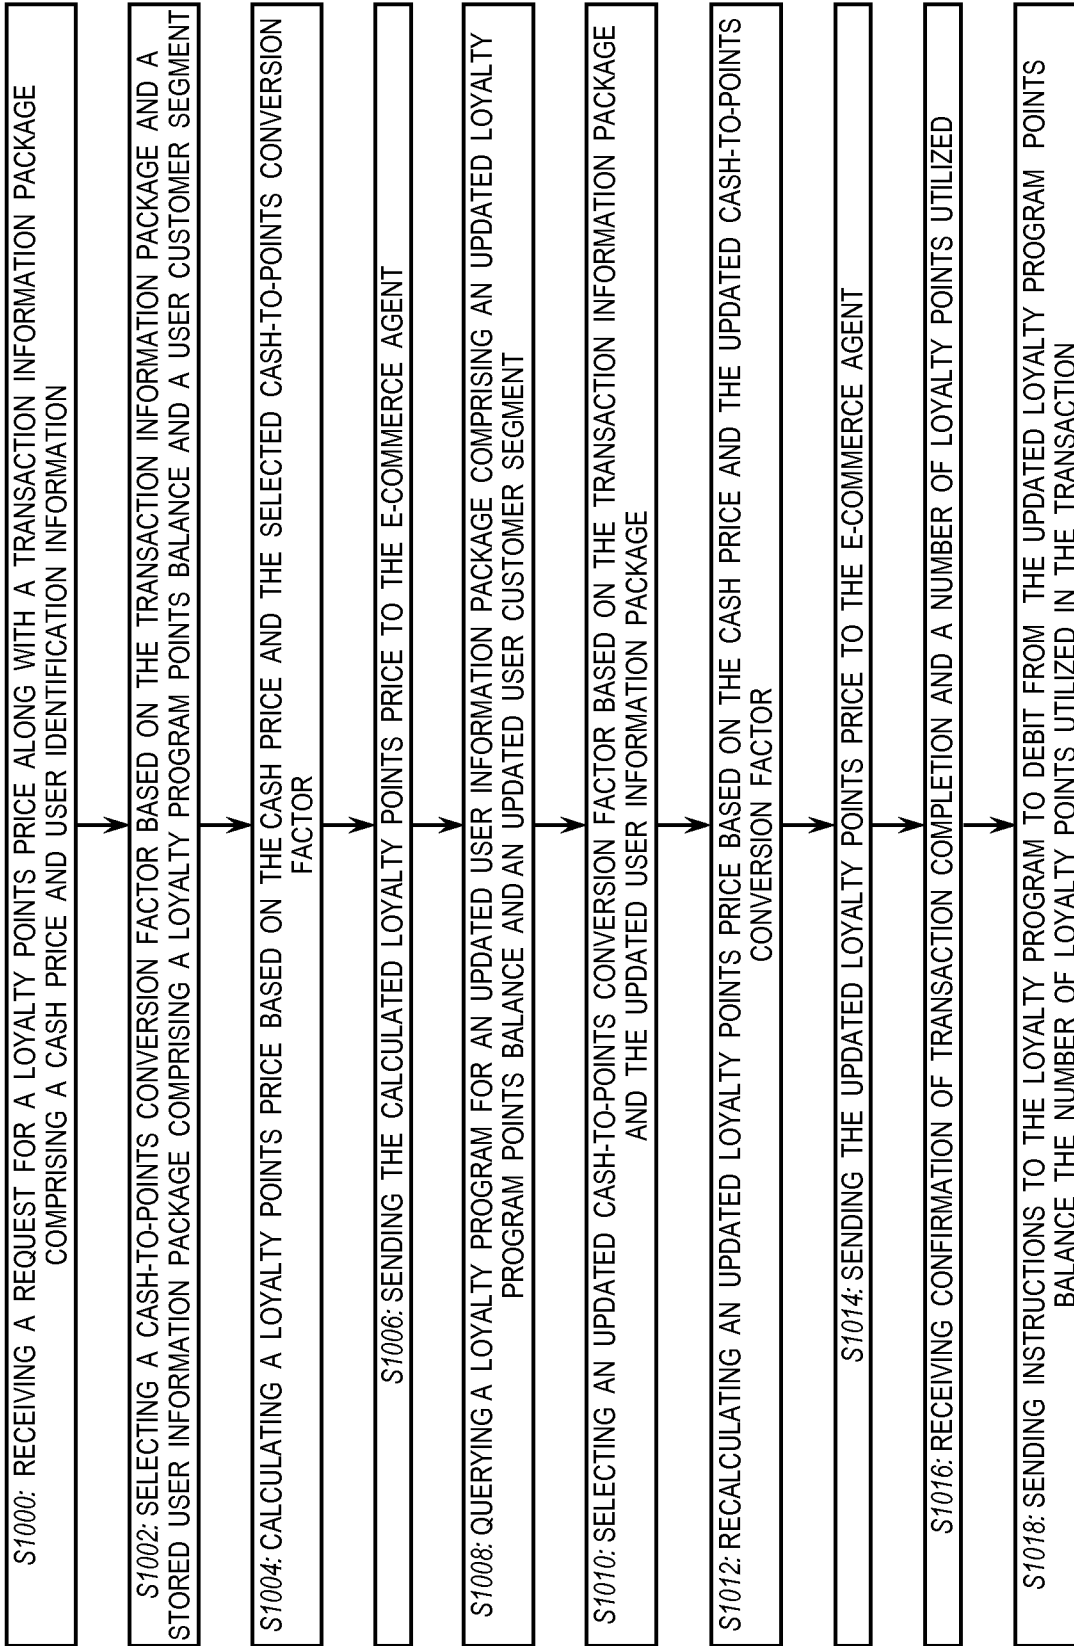 S1000: RECEIVING A REQUEST FOR A LOYALTY POINTS PRICE ALONG WITH A TRANSACTION INFORMATION PACKAGE
COMPRISING A CASH PRICE AND USER IDENTIFICATION INFORMATION
S1002: SELECTING A CASH-TO-POINTS CONVERSION FACTOR BASED ON THE TRANSACTION INFORMATION PACKAGE AND A
STORED USER INFORMATION PACKAGE COMPRISING A LOYALTY PROGRAM POINTS BALANCE AND A USER CUSTOMER SEGMENT
S1004: CALCULATING A LOYALTY POINTS PRICE BASED ON THE CASH PRICE AND THE SELECTED CASH-TO-POINTS CONVERSION
FACTOR
S1006: SENDING THE CALCULATED LOYALTY POINTS PRICE TO THE E-COMMERCE AGENT
S1008: QUERYING A LOYALTY PROGRAM FOR AN UPDATED USER INFORMATION PACKAGE COMPRISING AN UPDATED LOYALTY
PROGRAM POINTS BALANCE AND AN UPDATED USER CUSTOMER SEGMENT
S1010: SELECTING AN UPDATED CASH-TO-POINTS CONVERSION FACTOR BASED ON THE TRANSACTION INFORMATION PACKAGE
AND THE UPDATED USER INFORMATION PACKAGE
S1012: RECALCULATING AN UPDATED LOYALTY POINTS PRICE BASED ON THE CASH PRICE AND THE UPDATED CASH-TO-POINTS
CONVERSION FACTOR
S1014: SENDING THE UPDATED LOYALTY POINTS PRICE TO THE E-COMMERCE AGENT
S1016: RECEIVING CONFIRMATION OF TRANSACTION COMPLETION AND A NUMBER OF LOYALTY POINTS UTILIZED
S1018: SENDING INSTRUCTIONS TO THE LOYALTY PROGRAM TO DEBIT FROM THE UPDATED LOYALTY PROGRAM POINTS
BALANCE THE NUMBER OF LOYALTY POINTS UTILIZED IN THE TRANSACTION